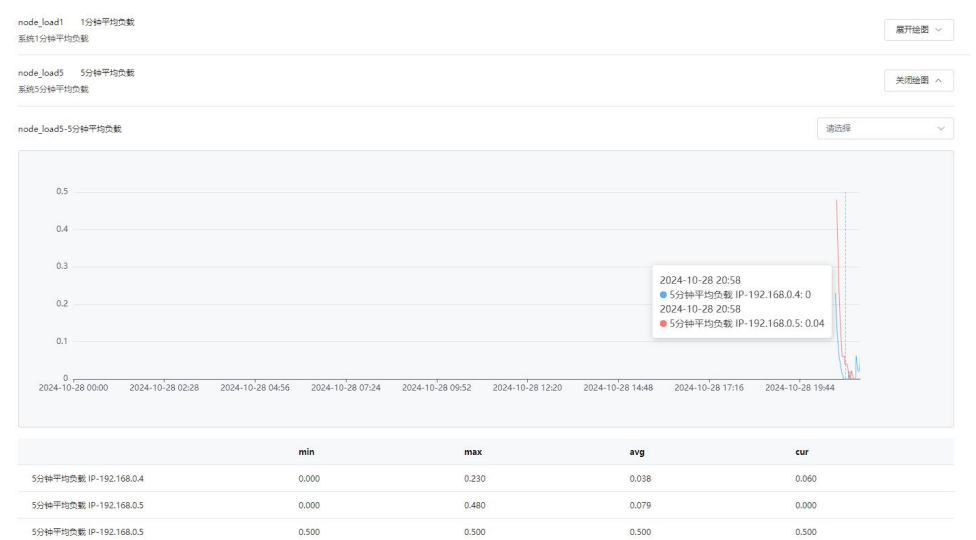 node_load1 1分钟平均负载
展开绘图
系统1分钟平均负载
node_load5 5分钟平均负载
关闭绘图
系统5分钟平均负载
node_load5-5分钟平均负载
请选择
0.5
0.4
0.3
0.2
0.1
0
2024-10-28 20:58
5分钟平均负载 IP-192.168.0.4: 0
2024-10-28 20:58
5分钟平均负载 IP-192.168.0.5: 0.04
2024-10-28 00:00 2024-10-28 02:28 2024-10-28 04:56 2024-10-28 07:24 2024-10-28 09:52 2024-10-28 12:20 2024-10-28 14:48 2024-10-28 17:16 2024-10-28 19:44
min max avg cur
5分钟平均负载 IP-192.168.0.4 0.000 0.230 0.038 0.060
5分钟平均负载 IP-192.168.0.5 0.000 0.480 0.079 0.000
5分钟平均负载 IP-192.168.0.5 0.500 0.500 0.500 0.500